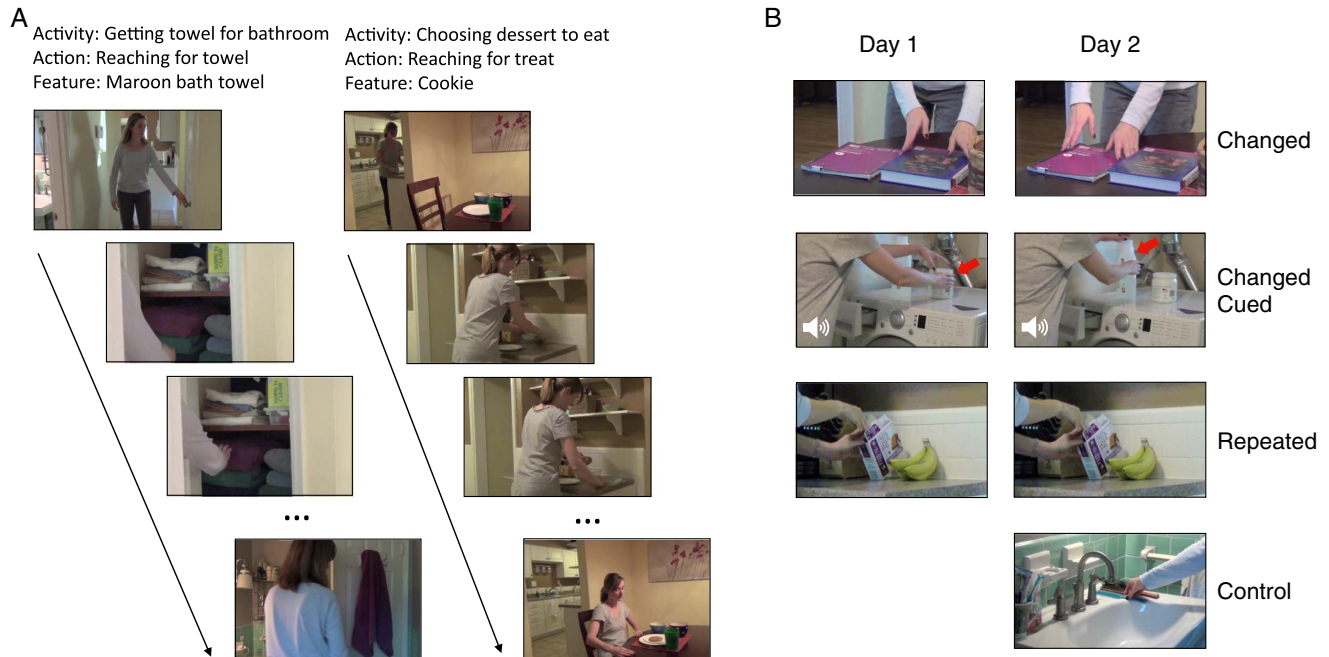 A
Activity: Getting towel for bathroom
Action: Reaching for towel
Feature: Maroon bath towel
Activity: Choosing dessert to eat
Action: Reaching for treat
Feature: Cookie
...
...
B
Day 1
Day 2
Changed
Changed
Cued
Repeated
Control